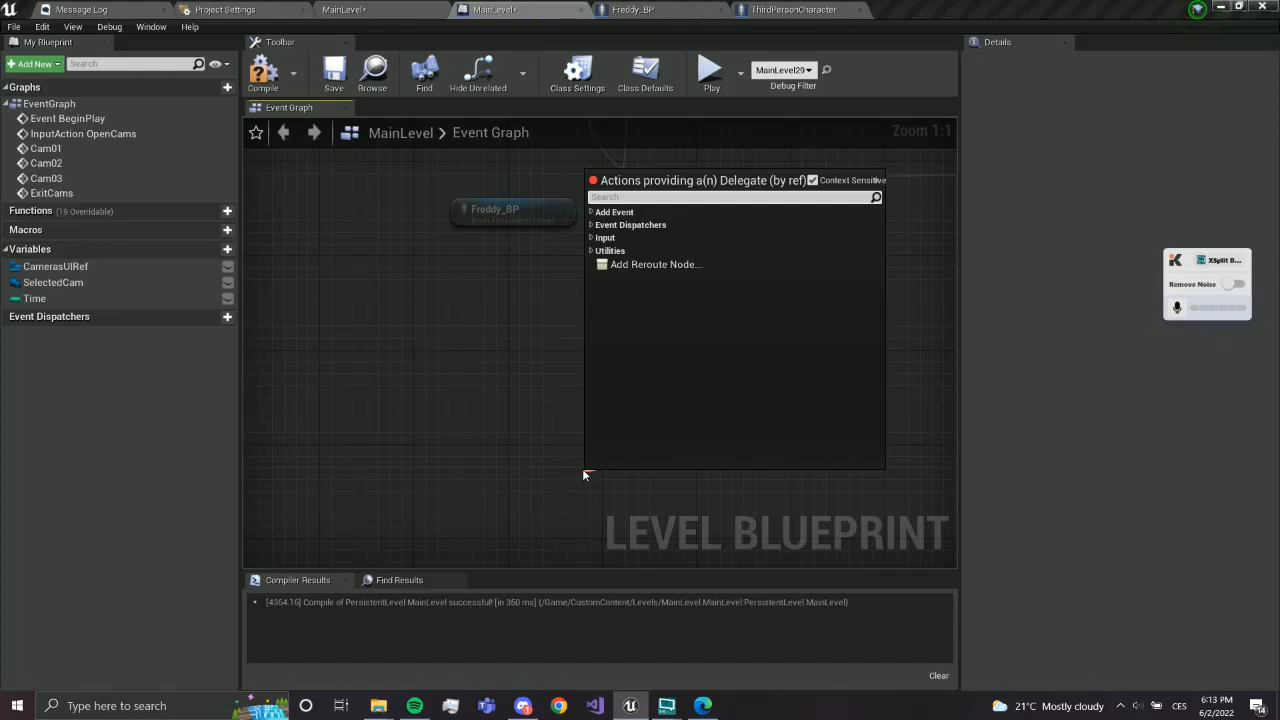 Message Log
Project Settings
MainLevel*
MainLevel*
Freddy_BP
ThirdPersonCharacter
File Edit View Debug Window Help
My Blueprint
Toolbar
Details
Add New
Search
Compile
Save
Browse
Find
Hide Unrelated
Class Settings
Class Defaults
Play
MainLevel29
Debug Filter
Graphs
EventGraph
Event BeginPlay
InputAction OpenCams
Cam01
Cam02
Cam03
ExitCams
Functions (19 Overridable)
Macros
Variables
CamerasUIRef
SelectedCam
Time
Event Dispatchers
Event Graph
MainLevel > Event Graph
Zoom 1:1
Freddy_BP
Actions providing a(n) Delegate (by ref)
Context Sensitive
Search
Add Event
Event Dispatchers
Input
Utilities
Add Reroute Node...
LEVEL BLUEPRINT
XSplit B...
Remove Noise
Compiler Results
Find Results
[4364.16] Compile of PersistentLevel.MainLevel successful! [in 350 ms] (/Game/CustomContent/Levels/MainLevel.MainLevel:PersistentLevel.MainLevel)
Clear
Type here to search
21°C Mostly cloudy
CES
6:13 PM
6/2/2022